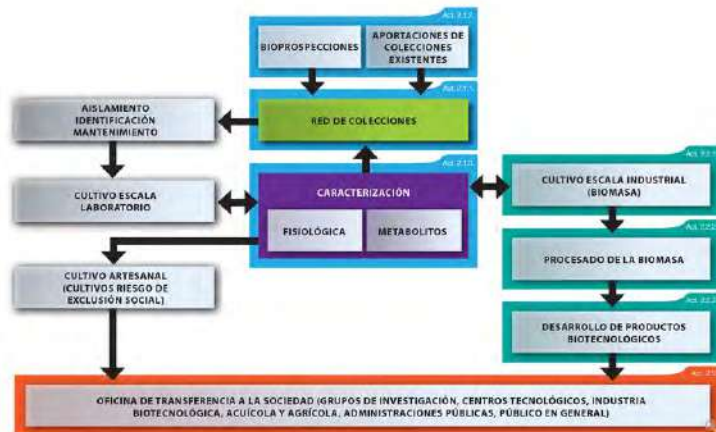 BIOPROSPECCIONES
APORTACIONES DE
COLECCIONES
EXISTENTES
AISLAMIENTO
IDENTIFICACIÓN
MANTENIMIENTO
RED DE COLECCIONES
CULTIVO ESCALA
LABORATORIO
CARACTERIZACIÓN
FISIOLÓGICA
METABOLITOS
CULTIVO ESCALA INDUSTRIAL
(BIOMASA)
PROCESADO DE LA BIOMASA
CULTIVO ARTESANAL
(CULTIVOS RIESGO DE
EXCLUSIÓN SOCIAL)
DESARROLLO DE PRODUCTOS
BIOTECNOLÓGICOS
OFICINA DE TRANSFERENCIA A LA SOCIEDAD (GRUPOS DE INVESTIGACIÓN, CENTROS TECNOLÓGICOS, INDUSTRIA
BIOTECNOLÓGICA, ACUÍCOLA Y AGRÍCOLA, ADMINISTRACIONES PÚBLICAS, PÚBLICO EN GENERAL)